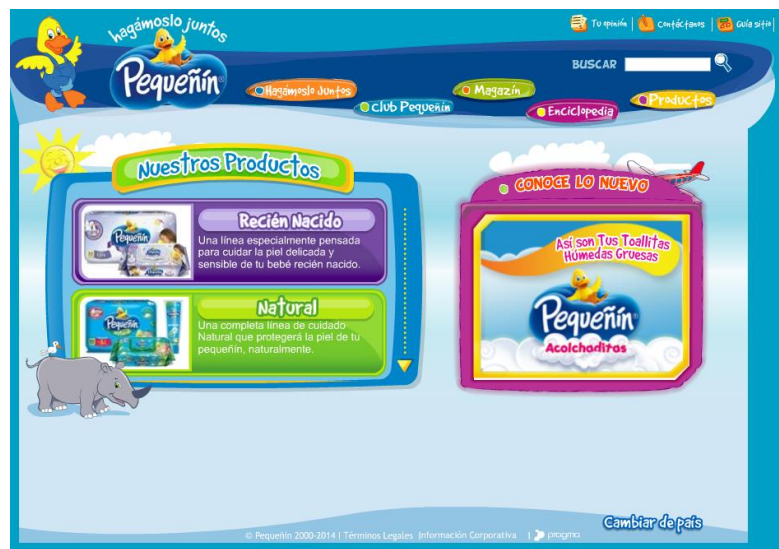 hagámoslo juntos
Pequeñín
Tu opinión | Contáctanos | Guía sitio
BUSCAR
Hagámoslo Juntos
Club Pequeñín
Magazín
Enciclopedia
Productos
Nuestros Productos
Recién Nacido
Una línea especialmente pensada
para cuidar la piel delicada y
sensible de tu bebé recién nacido.
Natural
Una completa línea de cuidado
Natural que protegerá la piel de tu
pequeñín, naturalmente.
CONOCE LO NUEVO
Así son Tus Toallitas
Húmedas Gruesas
Pequeñín
Acolchaditas
Cambiar de país
© Pequeñín 2000-2014 | Términos Legales Información Corporativa | pragma